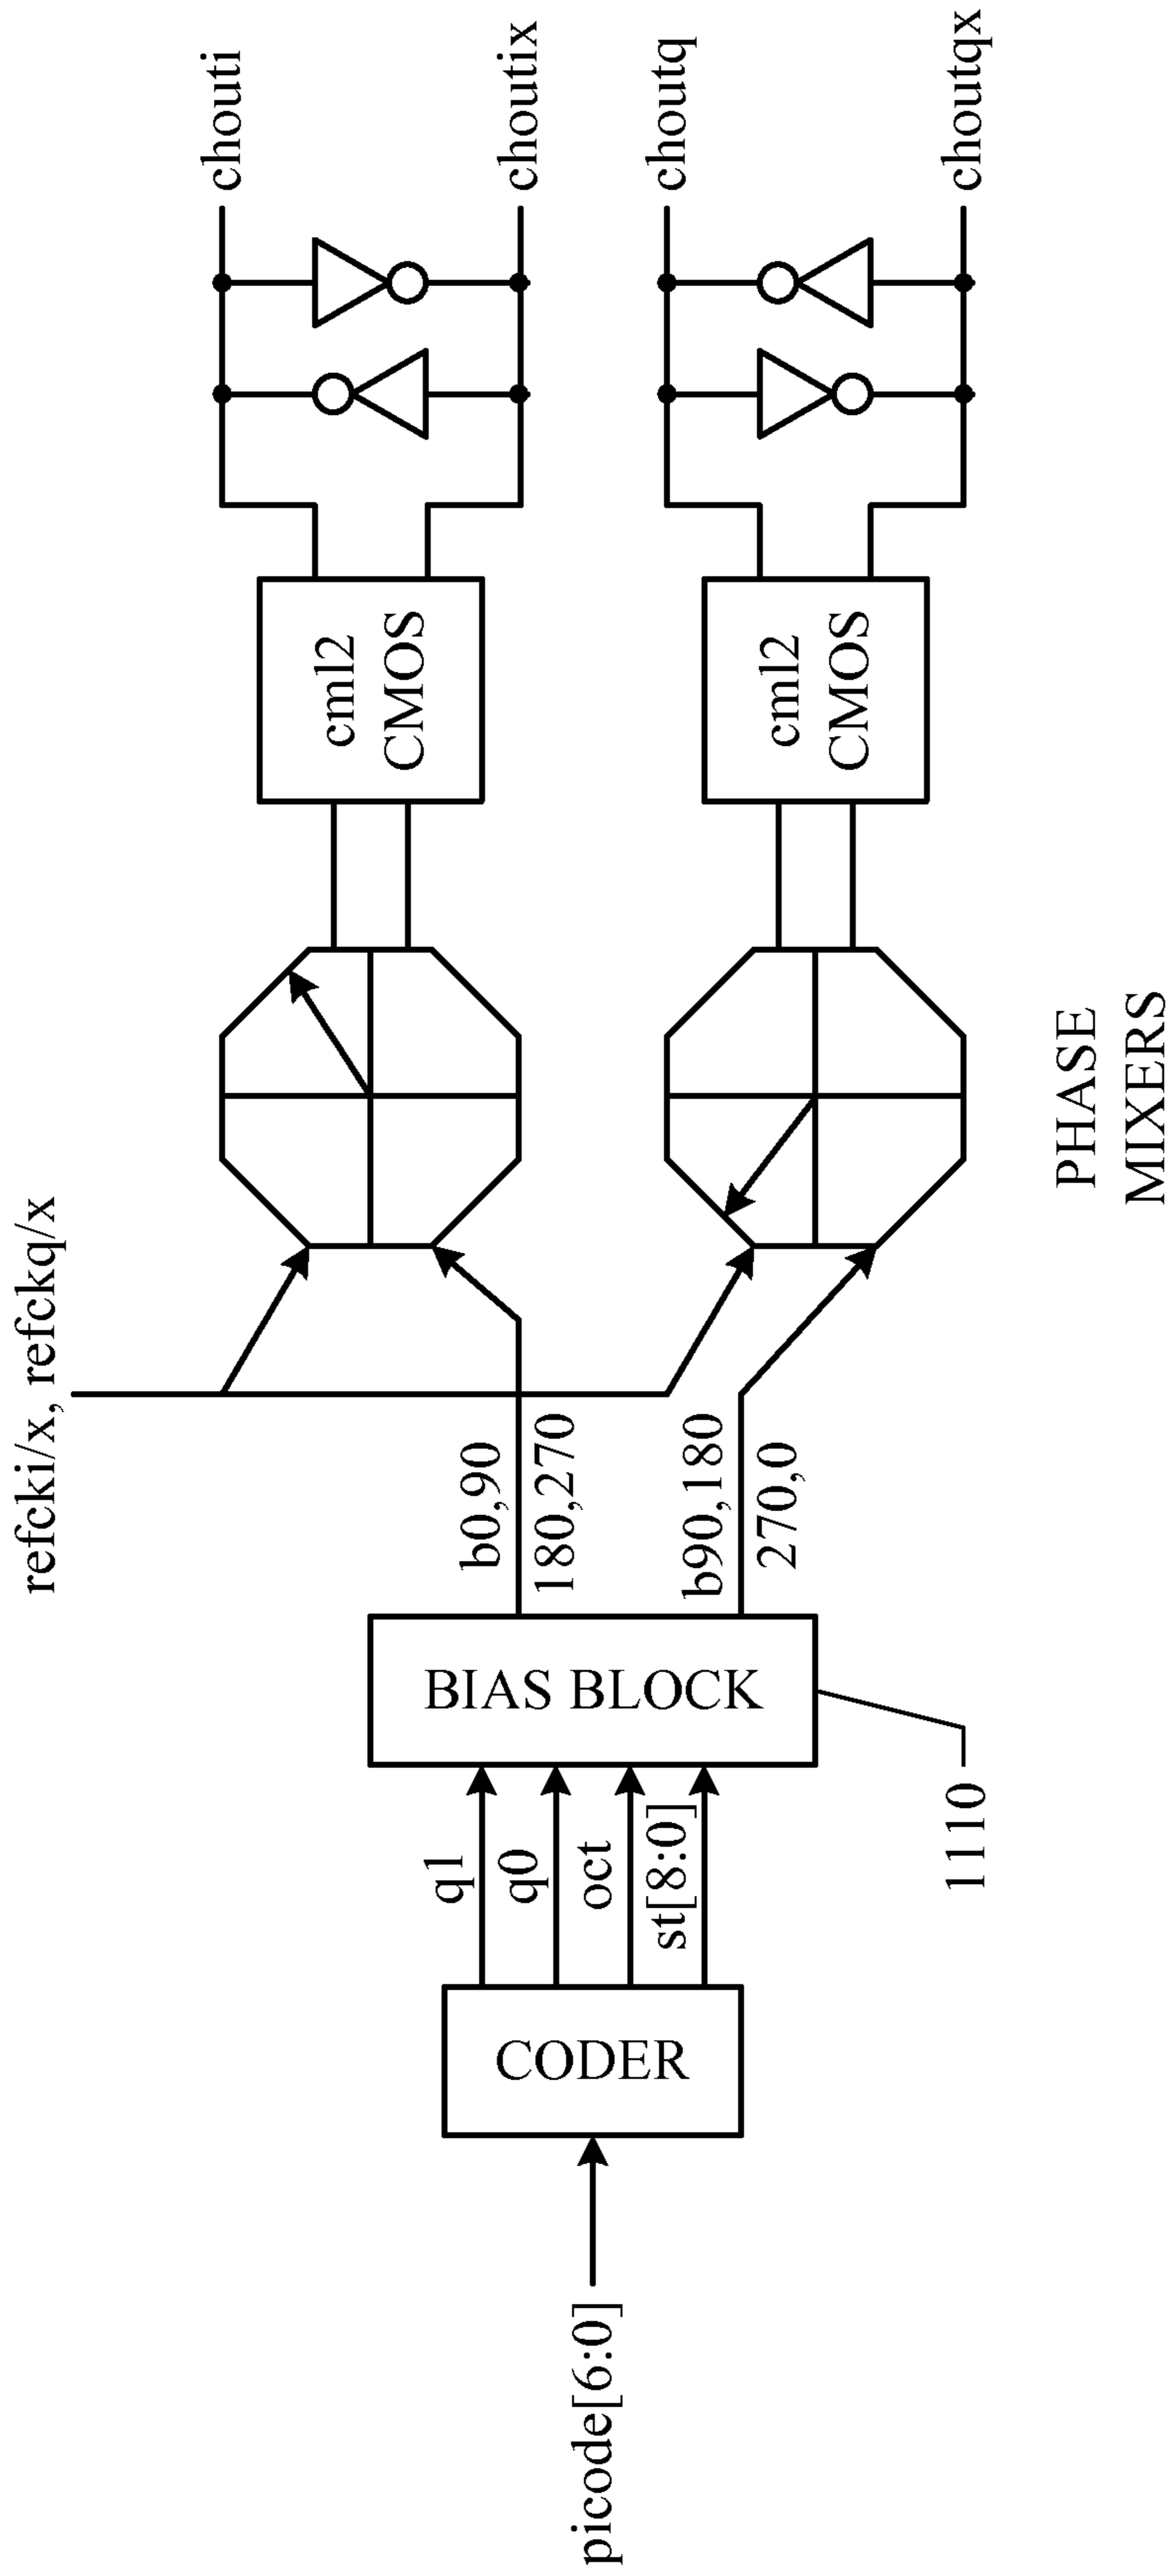 refcki/x, refckq/x
chouti
choutix
choutq
choutqx
cml2
CMOS
cml2
CMOS
PHASE
MIXERS
b0,90
180,270
b90,180
270,0
BIAS BLOCK
1110
q1
q0
oct
st[8:0]
CODER
picode[6:0]